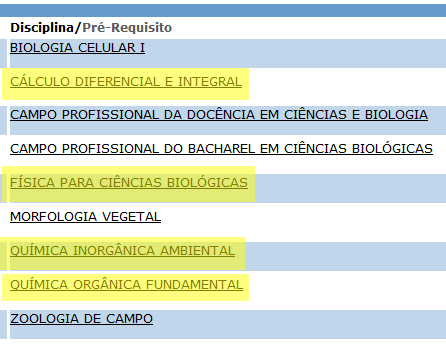 Disciplina/Pré-Requisito
BIOLOGIA CELULAR I
CÁLCULO DIFERENCIAL E INTEGRAL
CAMPO PROFISSIONAL DA DOCÊNCIA EM CIÊNCIAS E BIOLOGIA
CAMPO PROFISSIONAL DO BACHAREL EM CIÊNCIAS BIOLÓGICAS
FÍSICA PARA CIÊNCIAS BIOLÓGICAS
MORFOLOGIA VEGETAL
QUÍMICA INORGÂNICA AMBIENTAL
QUÍMICA ORGÂNICA FUNDAMENTAL
ZOOLOGIA DE CAMPO